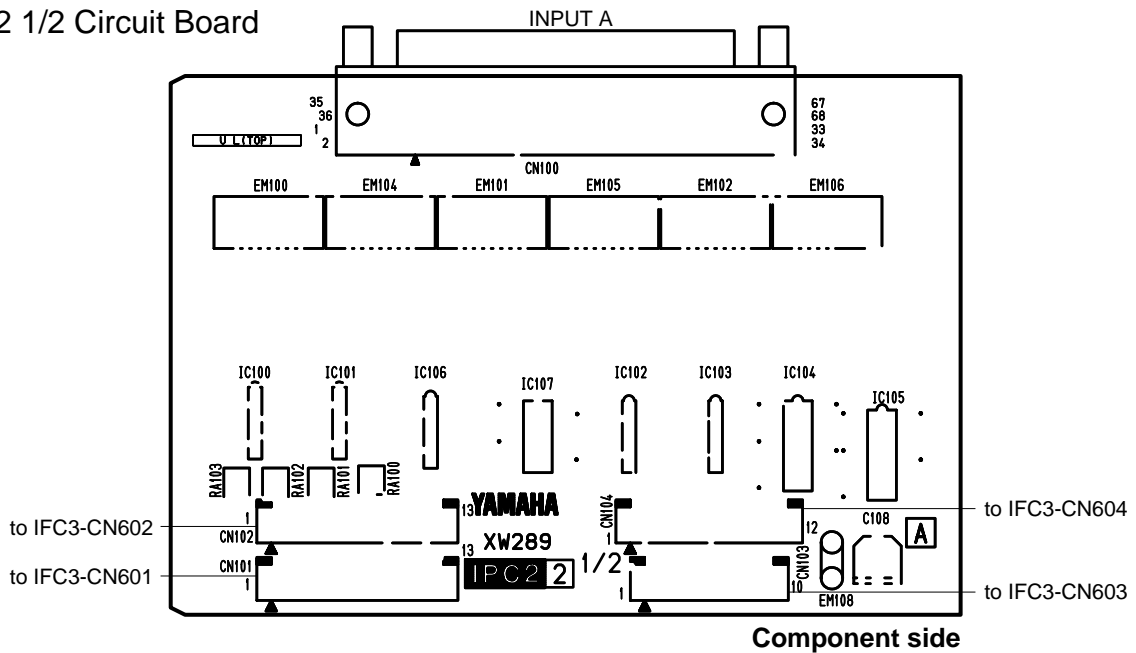 2 1/2 Circuit Board
INPUT A
35
36
1
2
67
68
33
34
U L(TOP)
CN100
EM100
EM104
EM101
EM105
EM102
EM106
IC100
IC101
IC106
IC107
IC102
IC103
IC104
IC105
RA103
RA102
RA101
RA100
to IFC3-CN602
1
CN102
13
YAMAHA
CN104
1
12
to IFC3-CN604
C108
A
XW289
to IFC3-CN601
CN101
1
13
IPC2 2 1/2
1
10
CN103
EM108
to IFC3-CN603
Component side